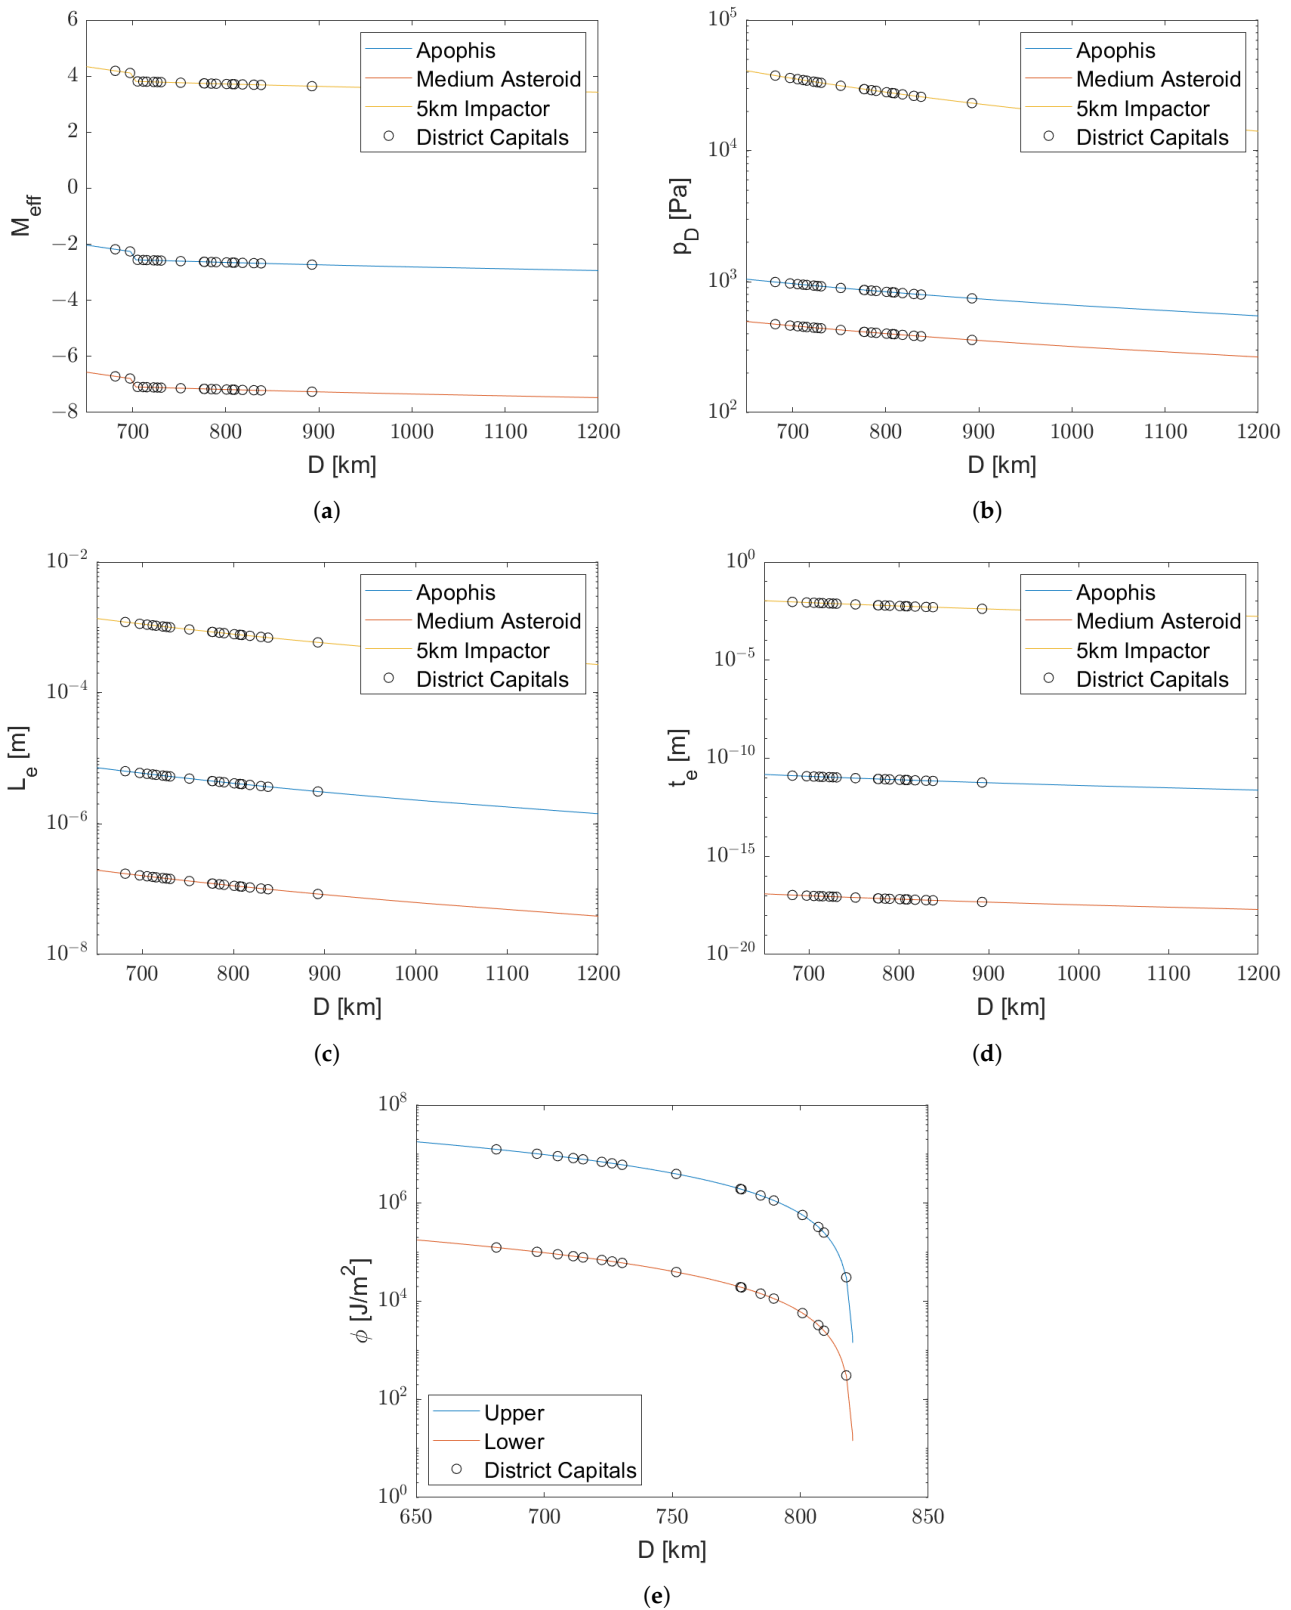 6
4
2
0
−2
−4
−6
−8
M_eff
700 800 900 1000 1100 1200
D [km]
Apophis
Medium Asteroid
5km Impactor
District Capitals
(a)
10^5
10^4
10^3
10^2
p_D [Pa]
700 800 900 1000 1100 1200
D [km]
Apophis
Medium Asteroid
5km Impactor
District Capitals
(b)
10^−2
10^−4
10^−6
10^−8
L_e [m]
700 800 900 1000 1100 1200
D [km]
Apophis
Medium Asteroid
5km Impactor
District Capitals
(c)
10^0
10^−5
10^−10
10^−15
10^−20
t_e [m]
700 800 900 1000 1100 1200
D [km]
Apophis
Medium Asteroid
5km Impactor
District Capitals
(d)
10^8
10^6
10^4
10^2
10^0
ϕ [J/m^2]
650 700 750 800 850
D [km]
Upper
Lower
District Capitals
(e)